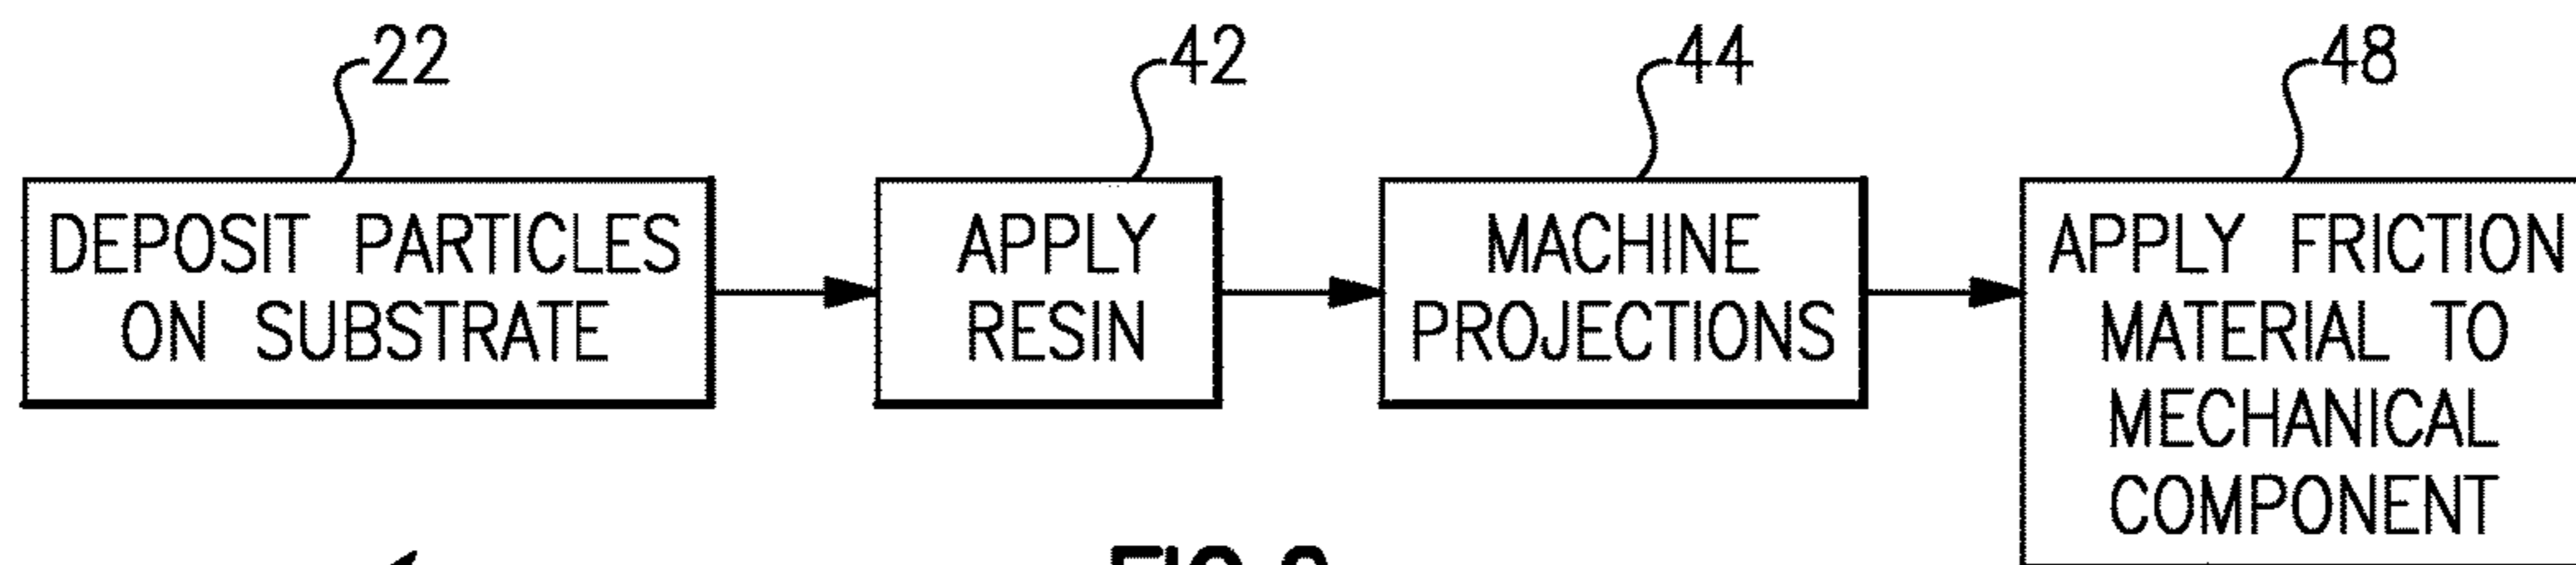 22
42
44
48
DEPOSIT PARTICLES
ON SUBSTRATE
APPLY
RESIN
MACHINE
PROJECTIONS
APPLY FRICTION
MATERIAL TO
MECHANICAL
COMPONENT